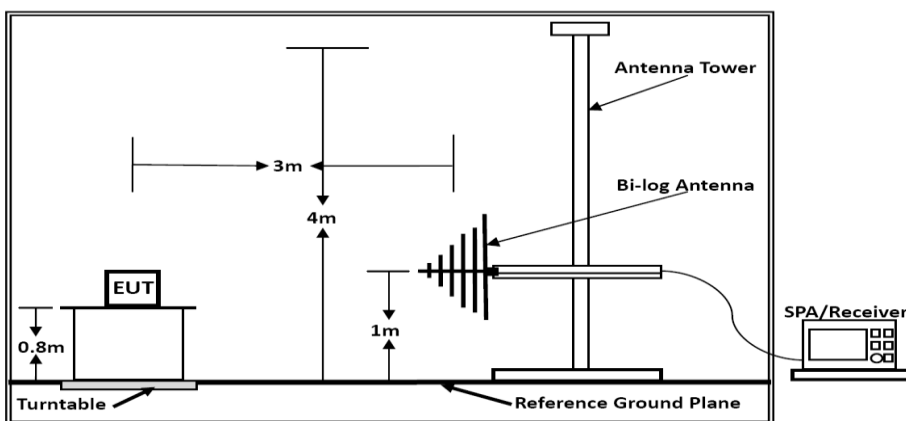 Antenna Tower
3m
Bi-log Antenna
4m
EUT
SPA/Receiver
1m
0.8m
Turntable
Reference Ground Plane